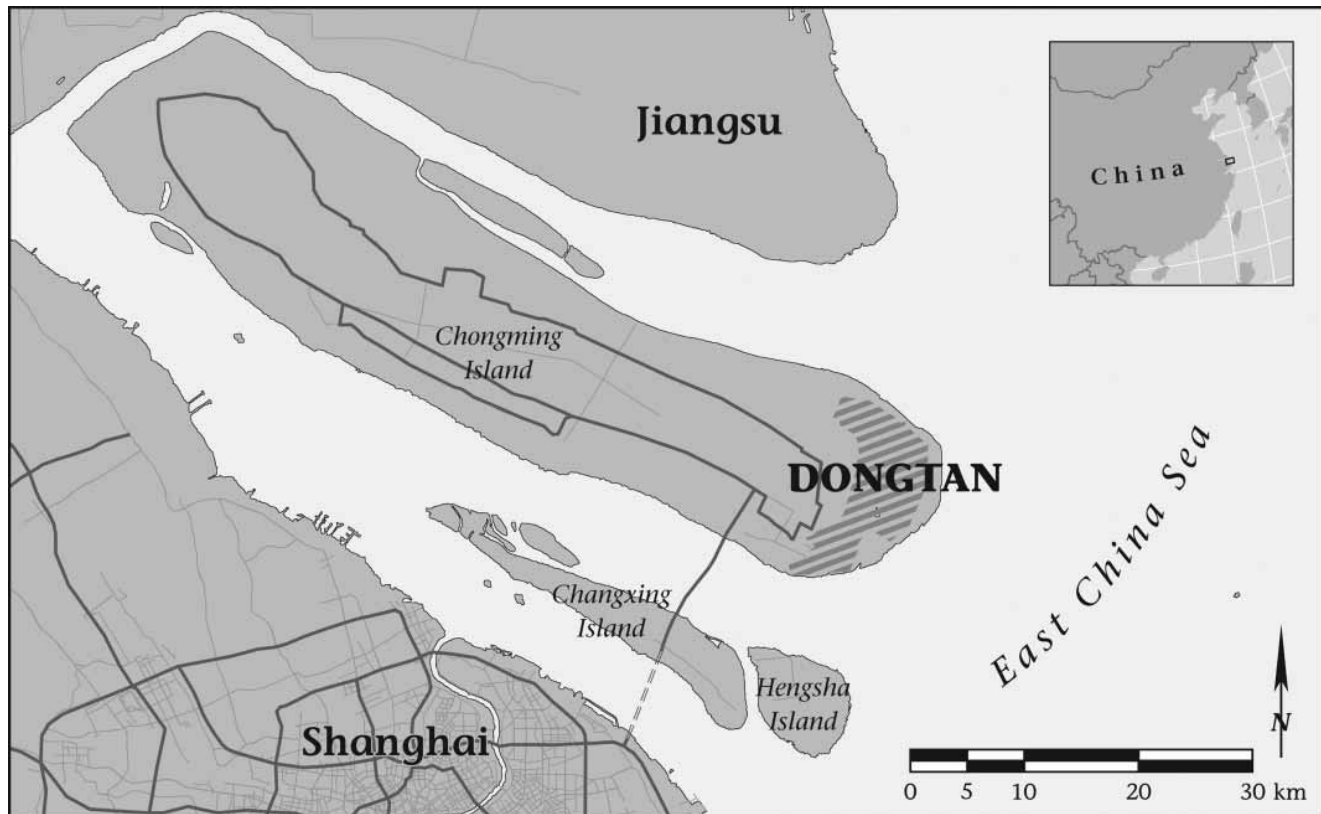 Jiangsu
China
Chongming
Island
DONGTAN
East China Sea
Changxing
Island
Hengsha
Island
Shanghai
N
0 5 10 20 30 km